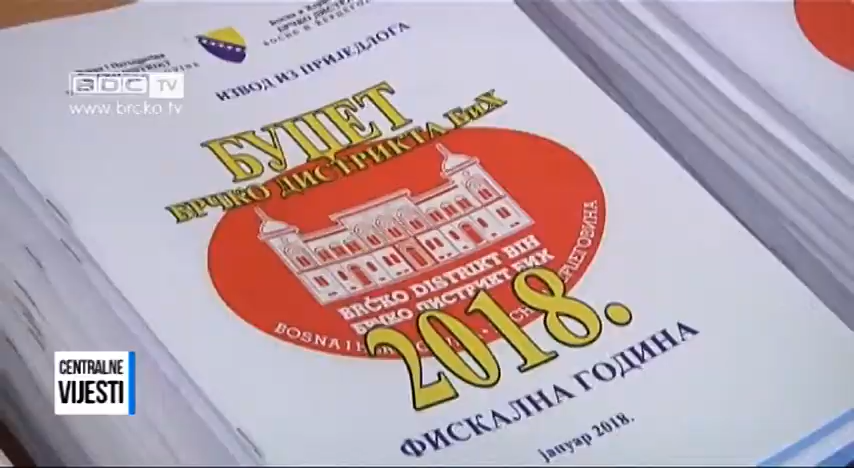 BDC TV
www.brcko.tv
ИЗВОД ИЗ ПРИЈЕДЛОГА
БУЏЕТ
БРЧКО ДИСТРИКТА БиХ
BRČKO DISTRIKT BIH
БРЧКО ДИСТРИКТ БИХ
BOSNA I
2018.
ФИСКАЛНА ГОДИНА
јануар 2018.
CENTRALNE
VIJESTI